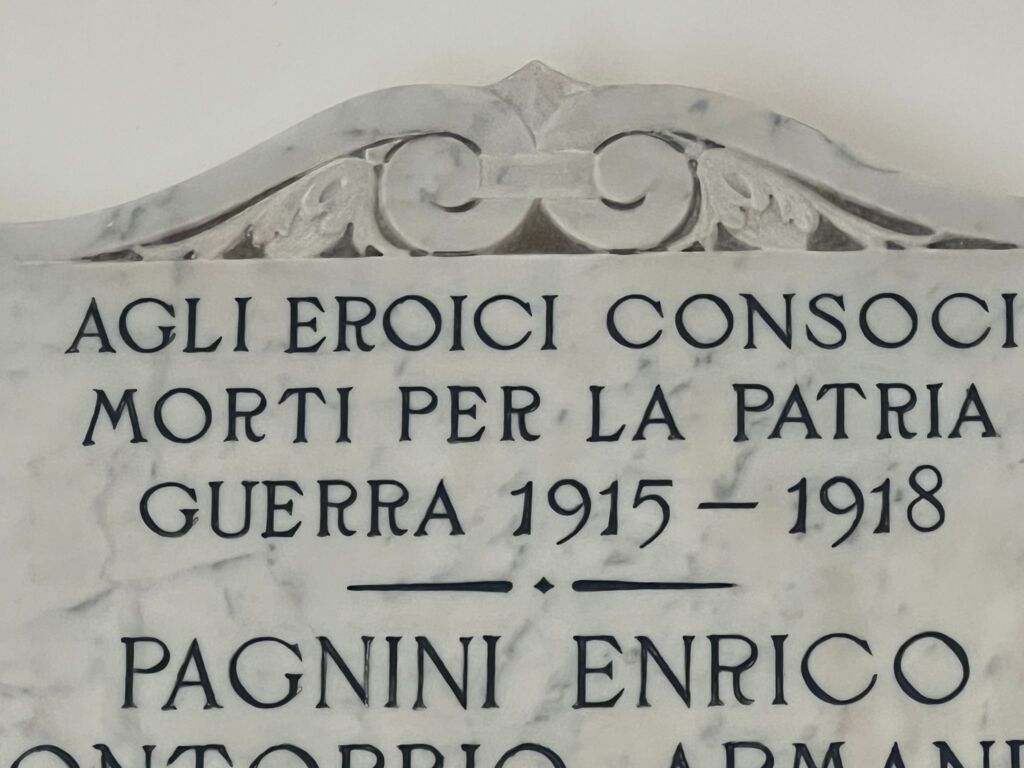 AGLI EROICI CONSOCI
MORTI PER LA PATRIA
GUERRA 1915 — 1918
PAGNINI ENRICO